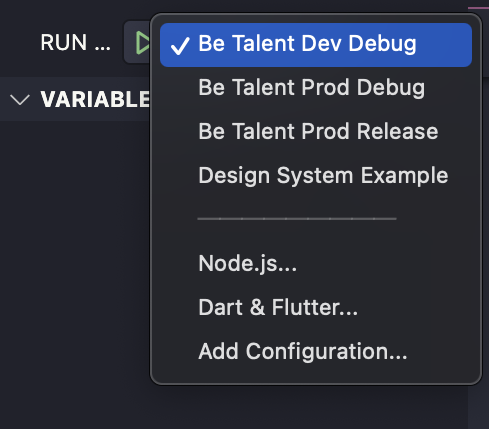 RUN ...
Be Talent Dev Debug
Be Talent Prod Debug
VARIABLE
Be Talent Prod Release
Design System Example
Node.js...
Dart & Flutter...
Add Configuration...